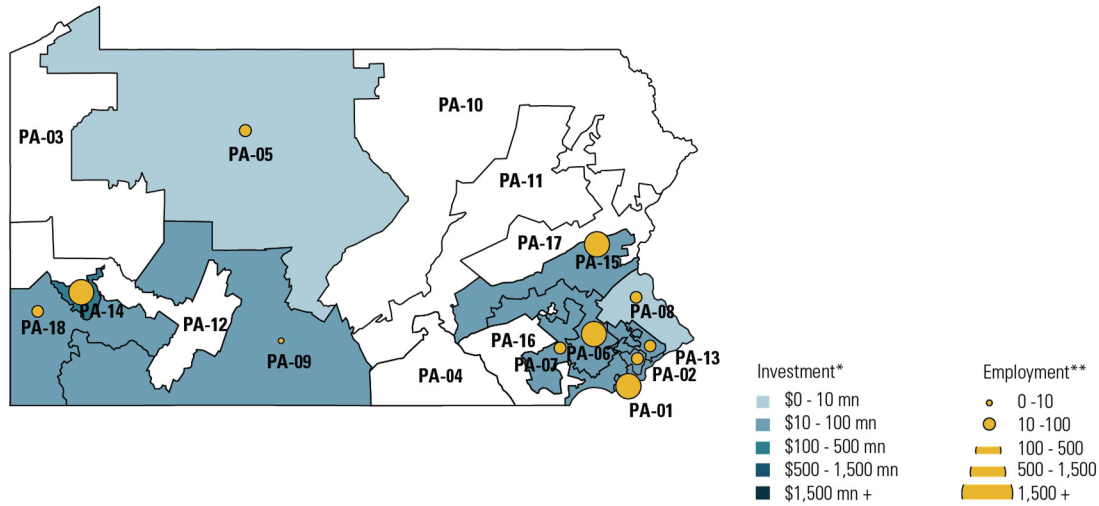 PA-10
PA-03
PA-05
PA-11
PA-17
PA-15
PA-14
PA-08
PA-18
PA-12
PA-16
PA-06
PA-09
PA-07
PA-13
PA-04
PA-02
PA-01
Investment*
$0 - 10 mn
$10 - 100 mn
$100 - 500 mn
$500 - 1,500 mn
$1,500 mn +
Employment**
0 -10
10 -100
100 - 500
500 - 1,500
1,500 +